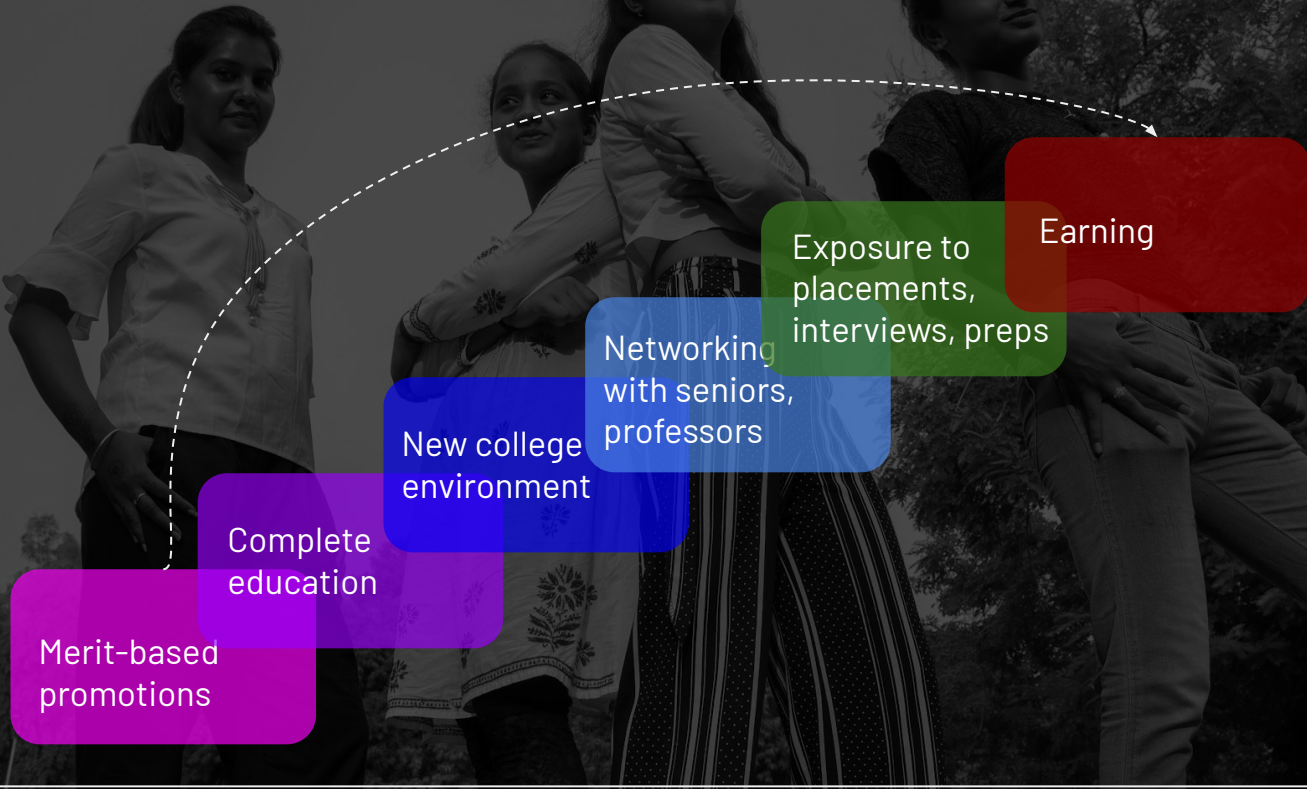 Merit-based
promotions
Complete
education
New college
environment
Networking
with seniors,
professors
Exposure to
placements,
interviews, preps
Earning